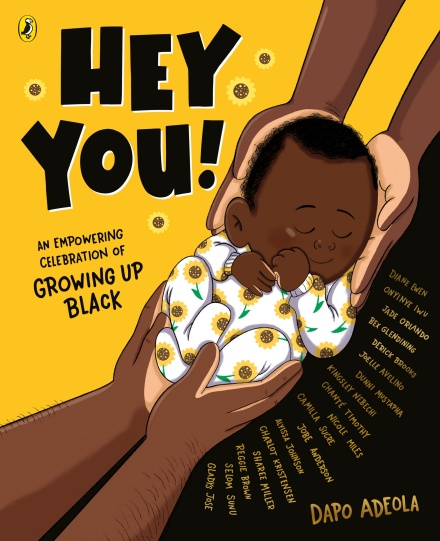 HEY
YOU!
AN EMPOWERING
CELEBRATION OF
GROWING UP
BLACK
DIANE EWEN
ONYINYE IWU
JADE ORLANDO
BEX GLENDINING
DERICK BROOKS
JOELLE AVELINO
DUNNI MUSTAPHA
KINGSLEY NEBECHI
CHANTÉ TIMOTHY
NICOLE MILES
CAMILLA SUCRE
JOBE ANDERSON
ALYISSA JOHNSON
CHARLOT KRISTENSEN
SHAREE MILLER
REGGIE BROWN
SELOM SUNU
GLADYS JOSE
DAPO ADEOLA